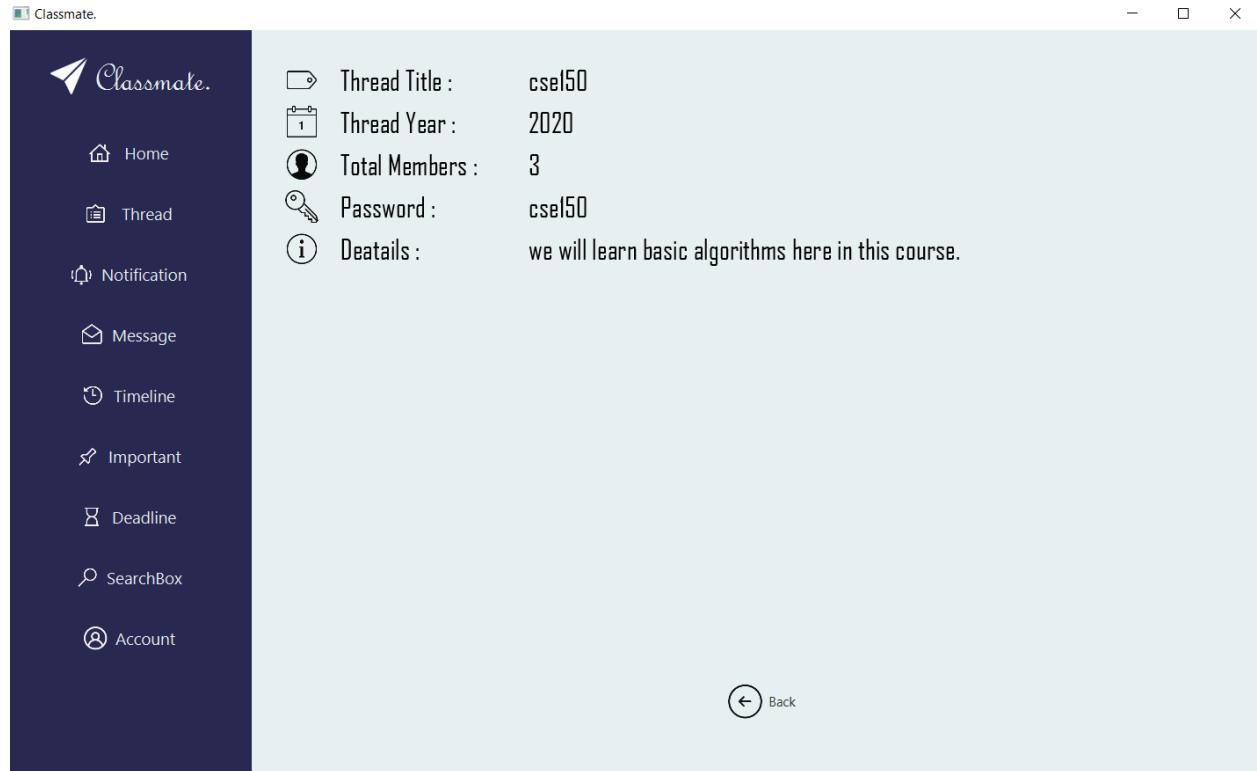 Classmate.
Classmate.
Home
Thread
Notification
Message
Timeline
Important
Deadline
SearchBox
Account
Thread Title : cse150
1
Thread Year : 2020
Total Members : 3
Password : cse150
Deatails : we will learn basic algorithms here in this course.
Back